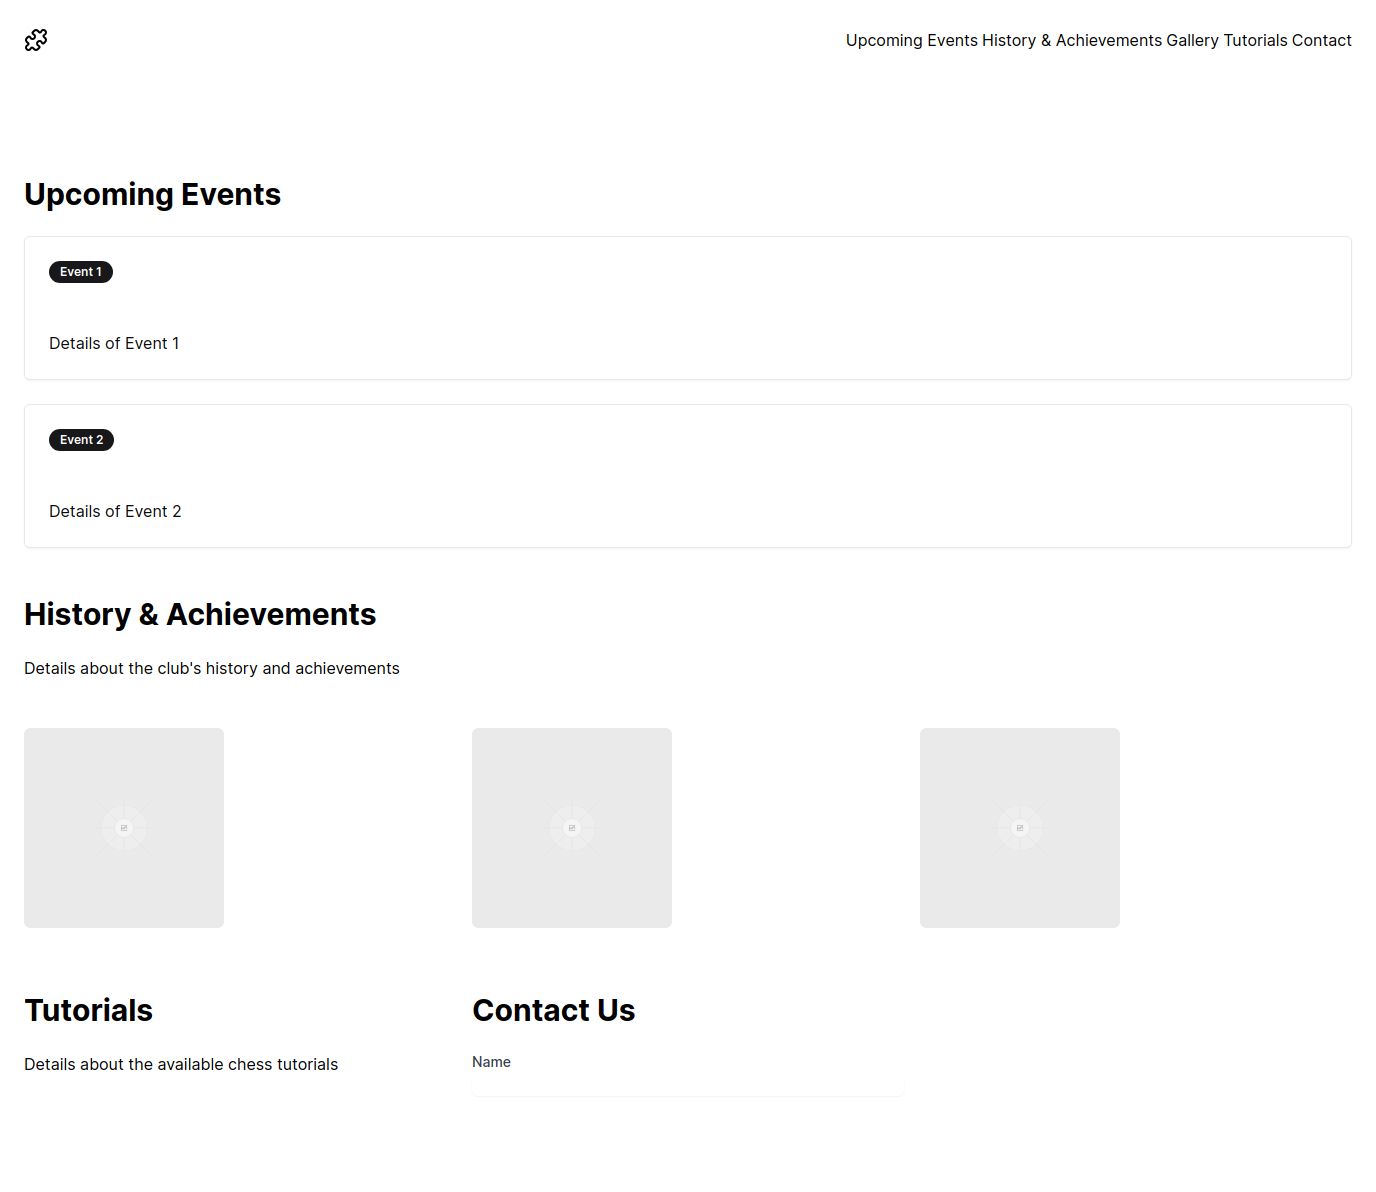 Upcoming Events History & Achievements Gallery Tutorials Contact
Upcoming Events
Event 1
Details of Event 1
Event 2
Details of Event 2
History & Achievements
Details about the club's history and achievements
Tutorials
Details about the available chess tutorials
Contact Us
Name